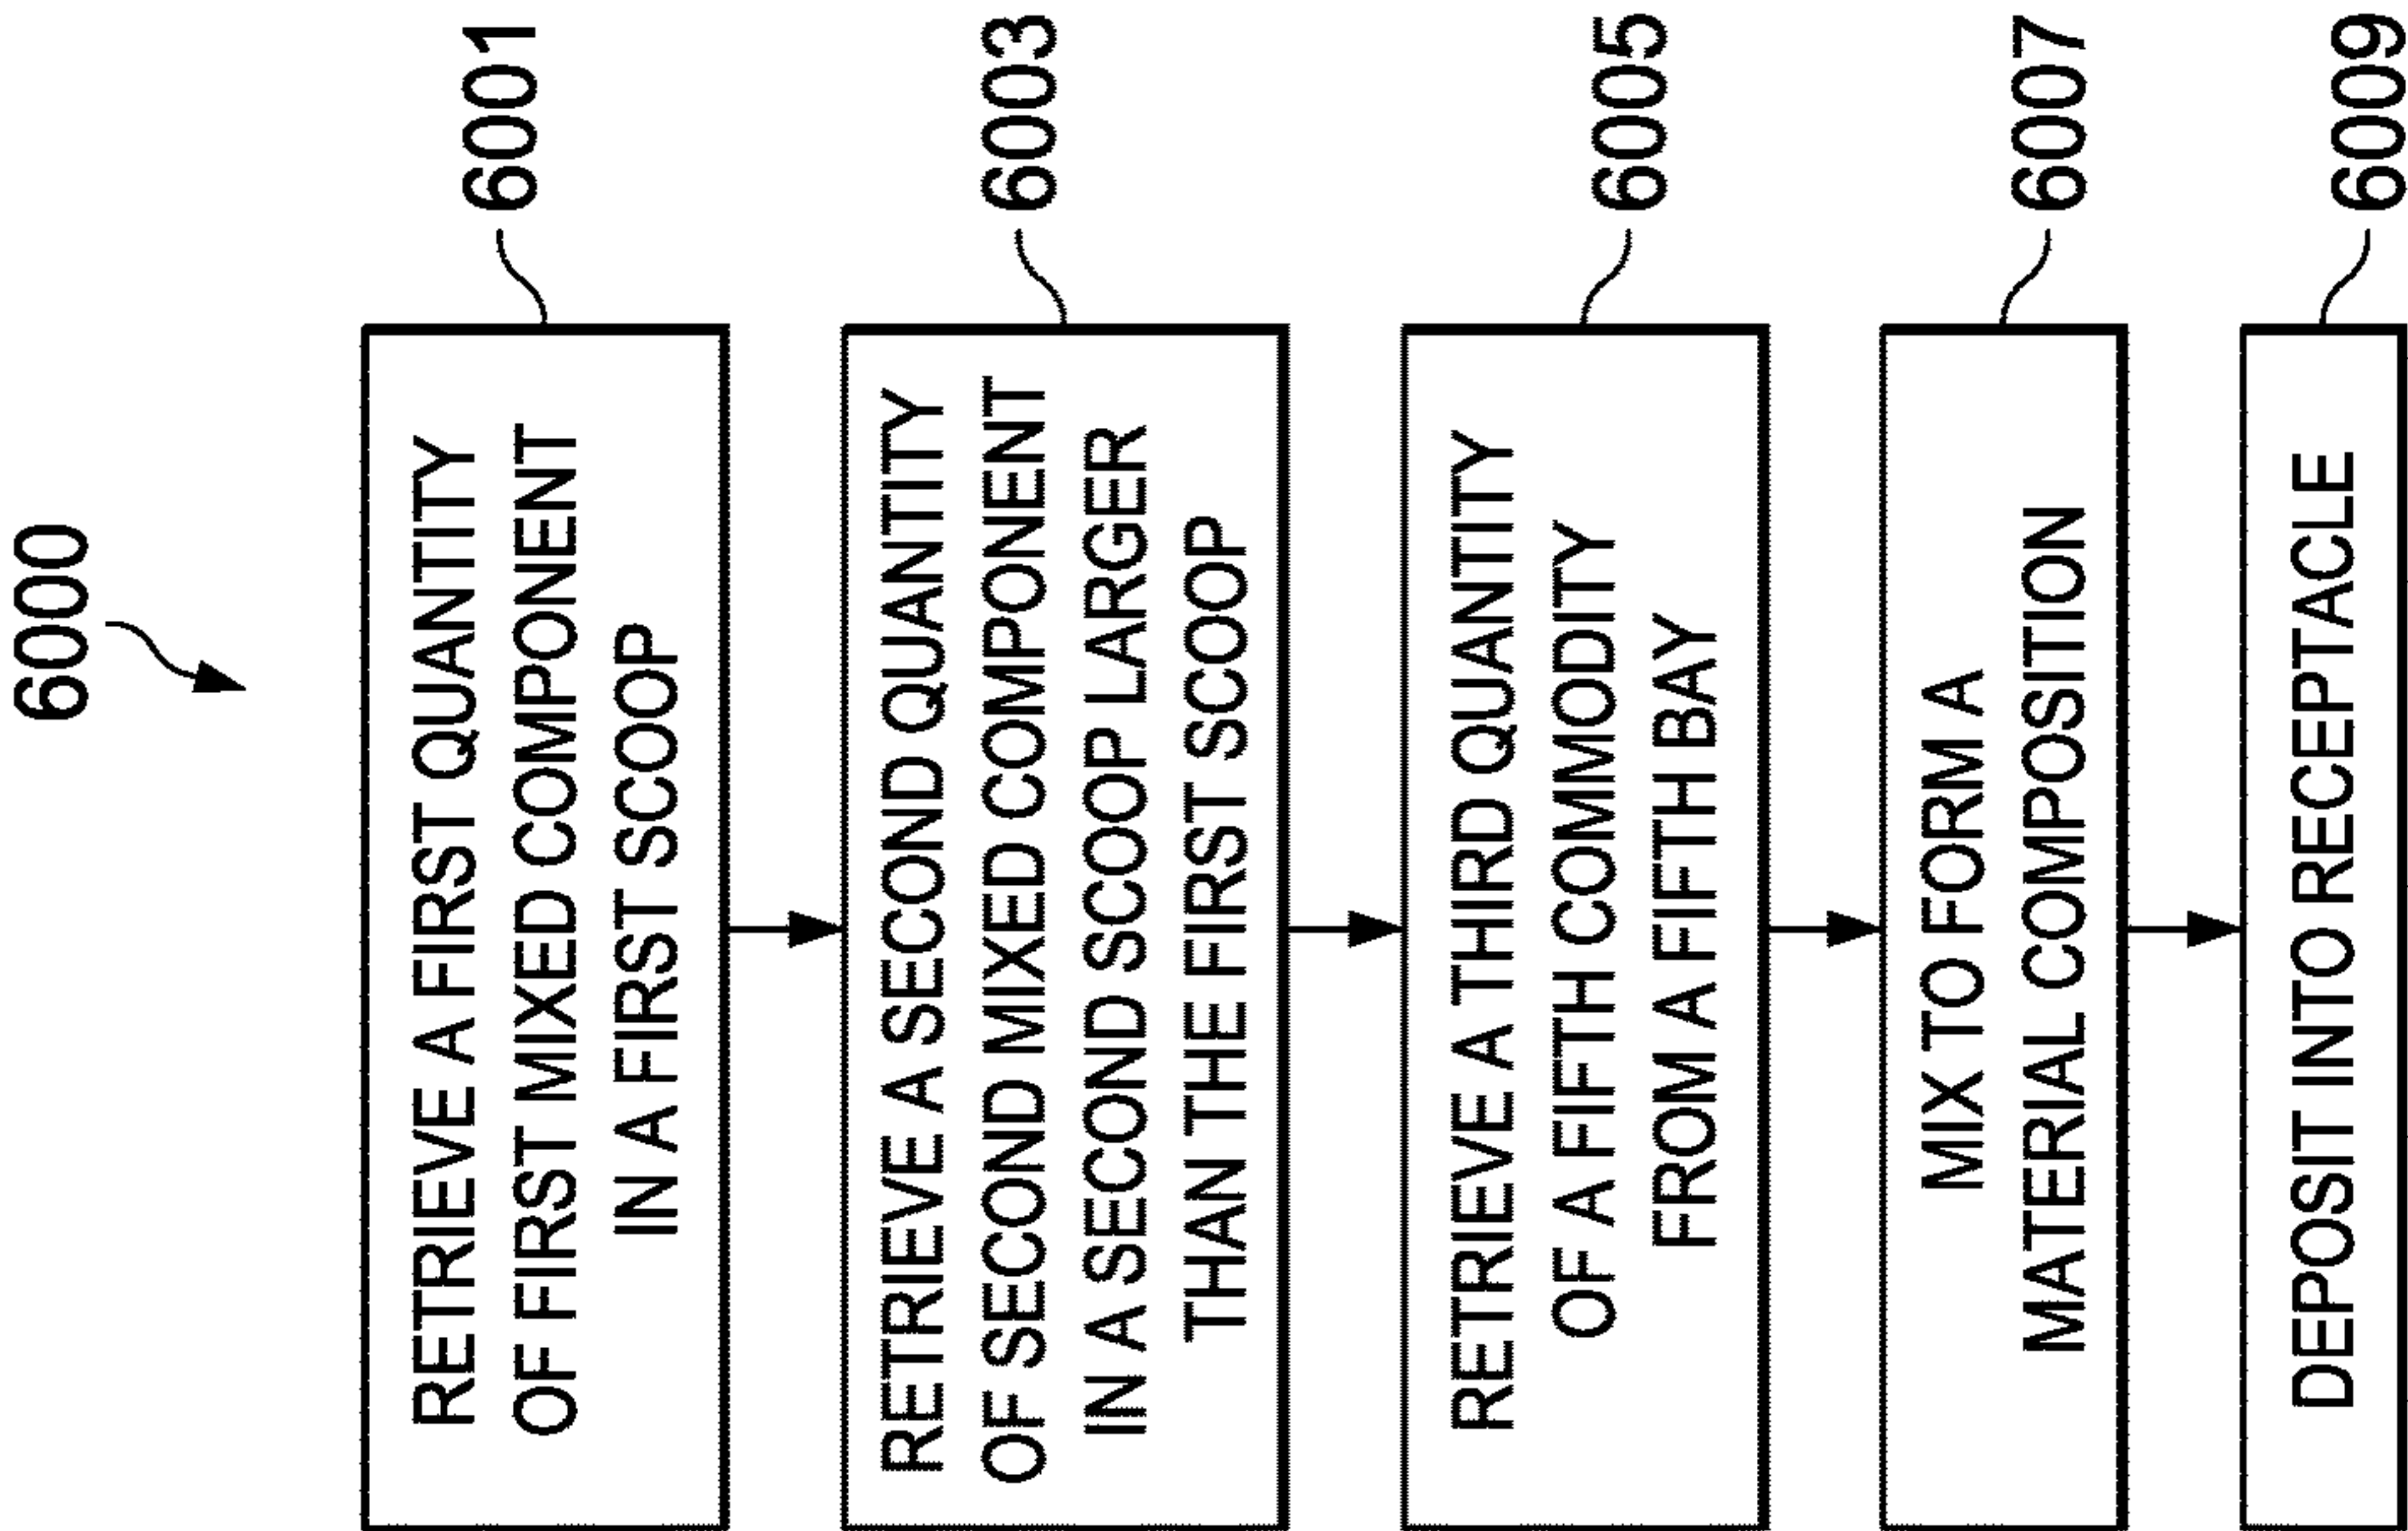 6000
RETRIEVE A FIRST QUANTITY
OF FIRST MIXED COMPONENT
IN A FIRST SCOOP
6001
RETRIEVE A SECOND QUANTITY
OF SECOND MIXED COMPONENT
IN A SECOND SCOOP LARGER
THAN THE FIRST SCOOP
6003
RETRIEVE A THIRD QUANTITY
OF A FIFTH COMMODITY
FROM A FIFTH BAY
6005
MIX TO FORM A
MATERIAL COMPOSITION
6007
DEPOSIT INTO RECEPTACLE
6009